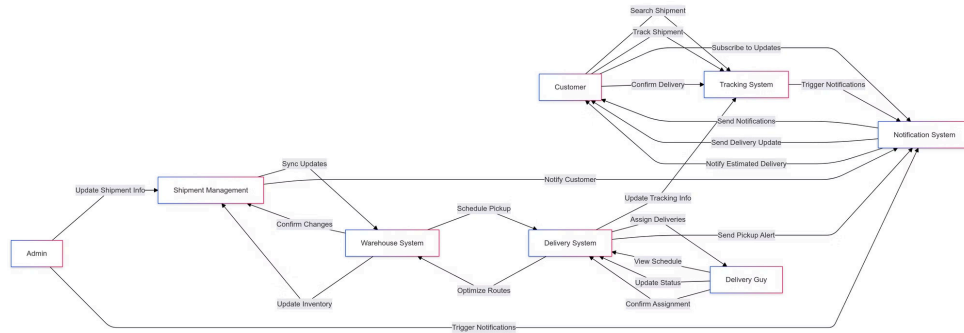 Search Shipment
Track Shipment
Subscribe to Updates
Customer
Confirm Delivery
Tracking System
Trigger Notifications
Send Notifications
Notification System
Send Delivery Update
Notify Estimated Delivery
Sync Updates
Update Shipment Info
Shipment Management
Notify Customer
Update Tracking Info
Schedule Pickup
Assign Deliveries
Confirm Changes
Warehouse System
Delivery System
Send Pickup Alert
Admin
View Schedule
Update Status
Delivery Guy
Optimize Routes
Update Inventory
Confirm Assignment
Trigger Notifications